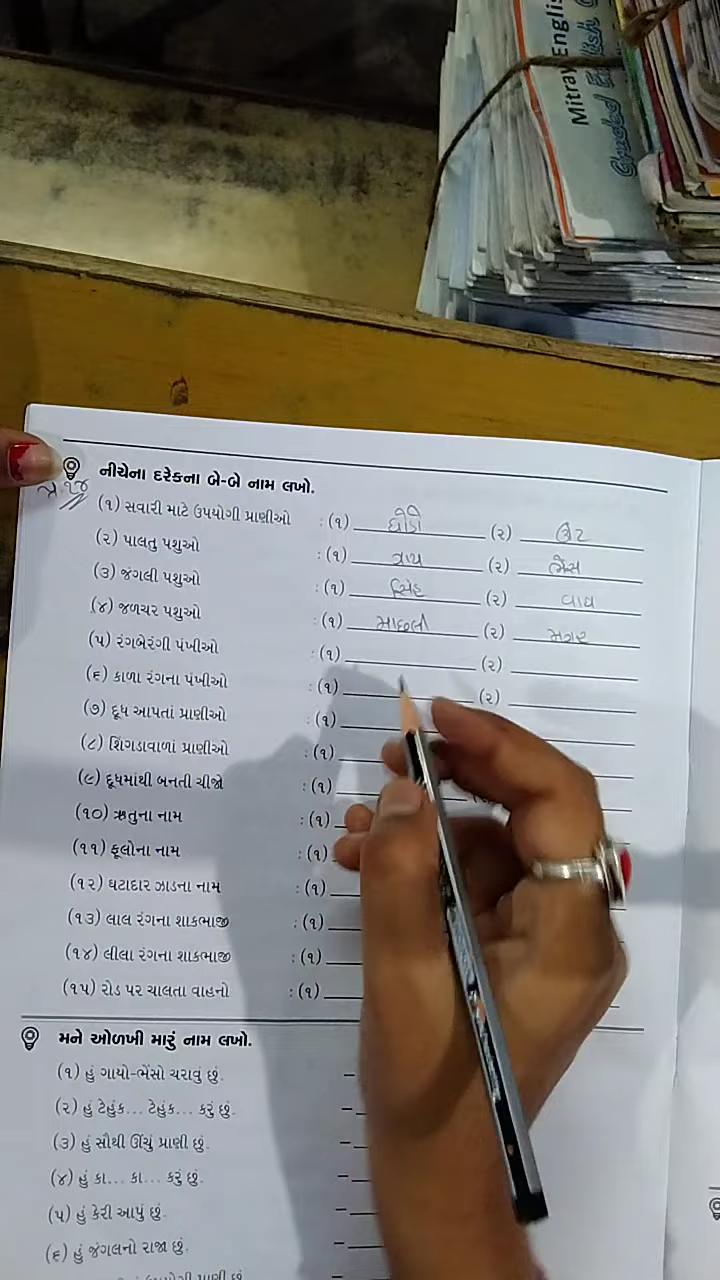 Mitray Englis
Graded English
નીચેના દરેકના બે-બે નામ લખો.
પ્ર.૧૪
(૧) સવારી માટે ઉપયોગી પ્રાણીઓ : (૧) ઘોડો (૨) ઊંટ
(૨) પાલતુ પશુઓ : (૧) ગાય (૨) ભેંસ
(૩) જંગલી પશુઓ : (૧) સિંહ (૨) વાઘ
(૪) જળચર પશુઓ : (૧) માછલી (૨) મગર
(૫) રંગબેરંગી પંખીઓ : (૧) (૨)
(૬) કાળા રંગના પંખીઓ : (૧) (૨)
(૭) દૂધ આપતાં પ્રાણીઓ : (૧)
(૮) શિંગડાવાળાં પ્રાણીઓ : (૧)
(૯) દૂધમાંથી બનતી ચીજો : (૧)
(૧૦) ઋતુના નામ : (૧)
(૧૧) ફૂલોના નામ : (૧)
(૧૨) ઘટાદાર ઝાડના નામ : (૧)
(૧૩) લાલ રંગના શાકભાજી : (૧)
(૧૪) લીલા રંગના શાકભાજી : (૧)
(૧૫) રોડ પર ચાલતા વાહનો : (૧)
મને ઓળખી મારું નામ લખો.
(૧) હું ગાયો-ભેંસો ચરાવું છું. –
(૨) હું ટેહુંક... ટેહુંક... કરું છું. –
(૩) હું સૌથી ઊંચું પ્રાણી છું. –
(૪) હું કા... કા... કરું છું. –
(૫) હું કેરી આપું છું. –
(૬) હું જંગલનો રાજા છું. –